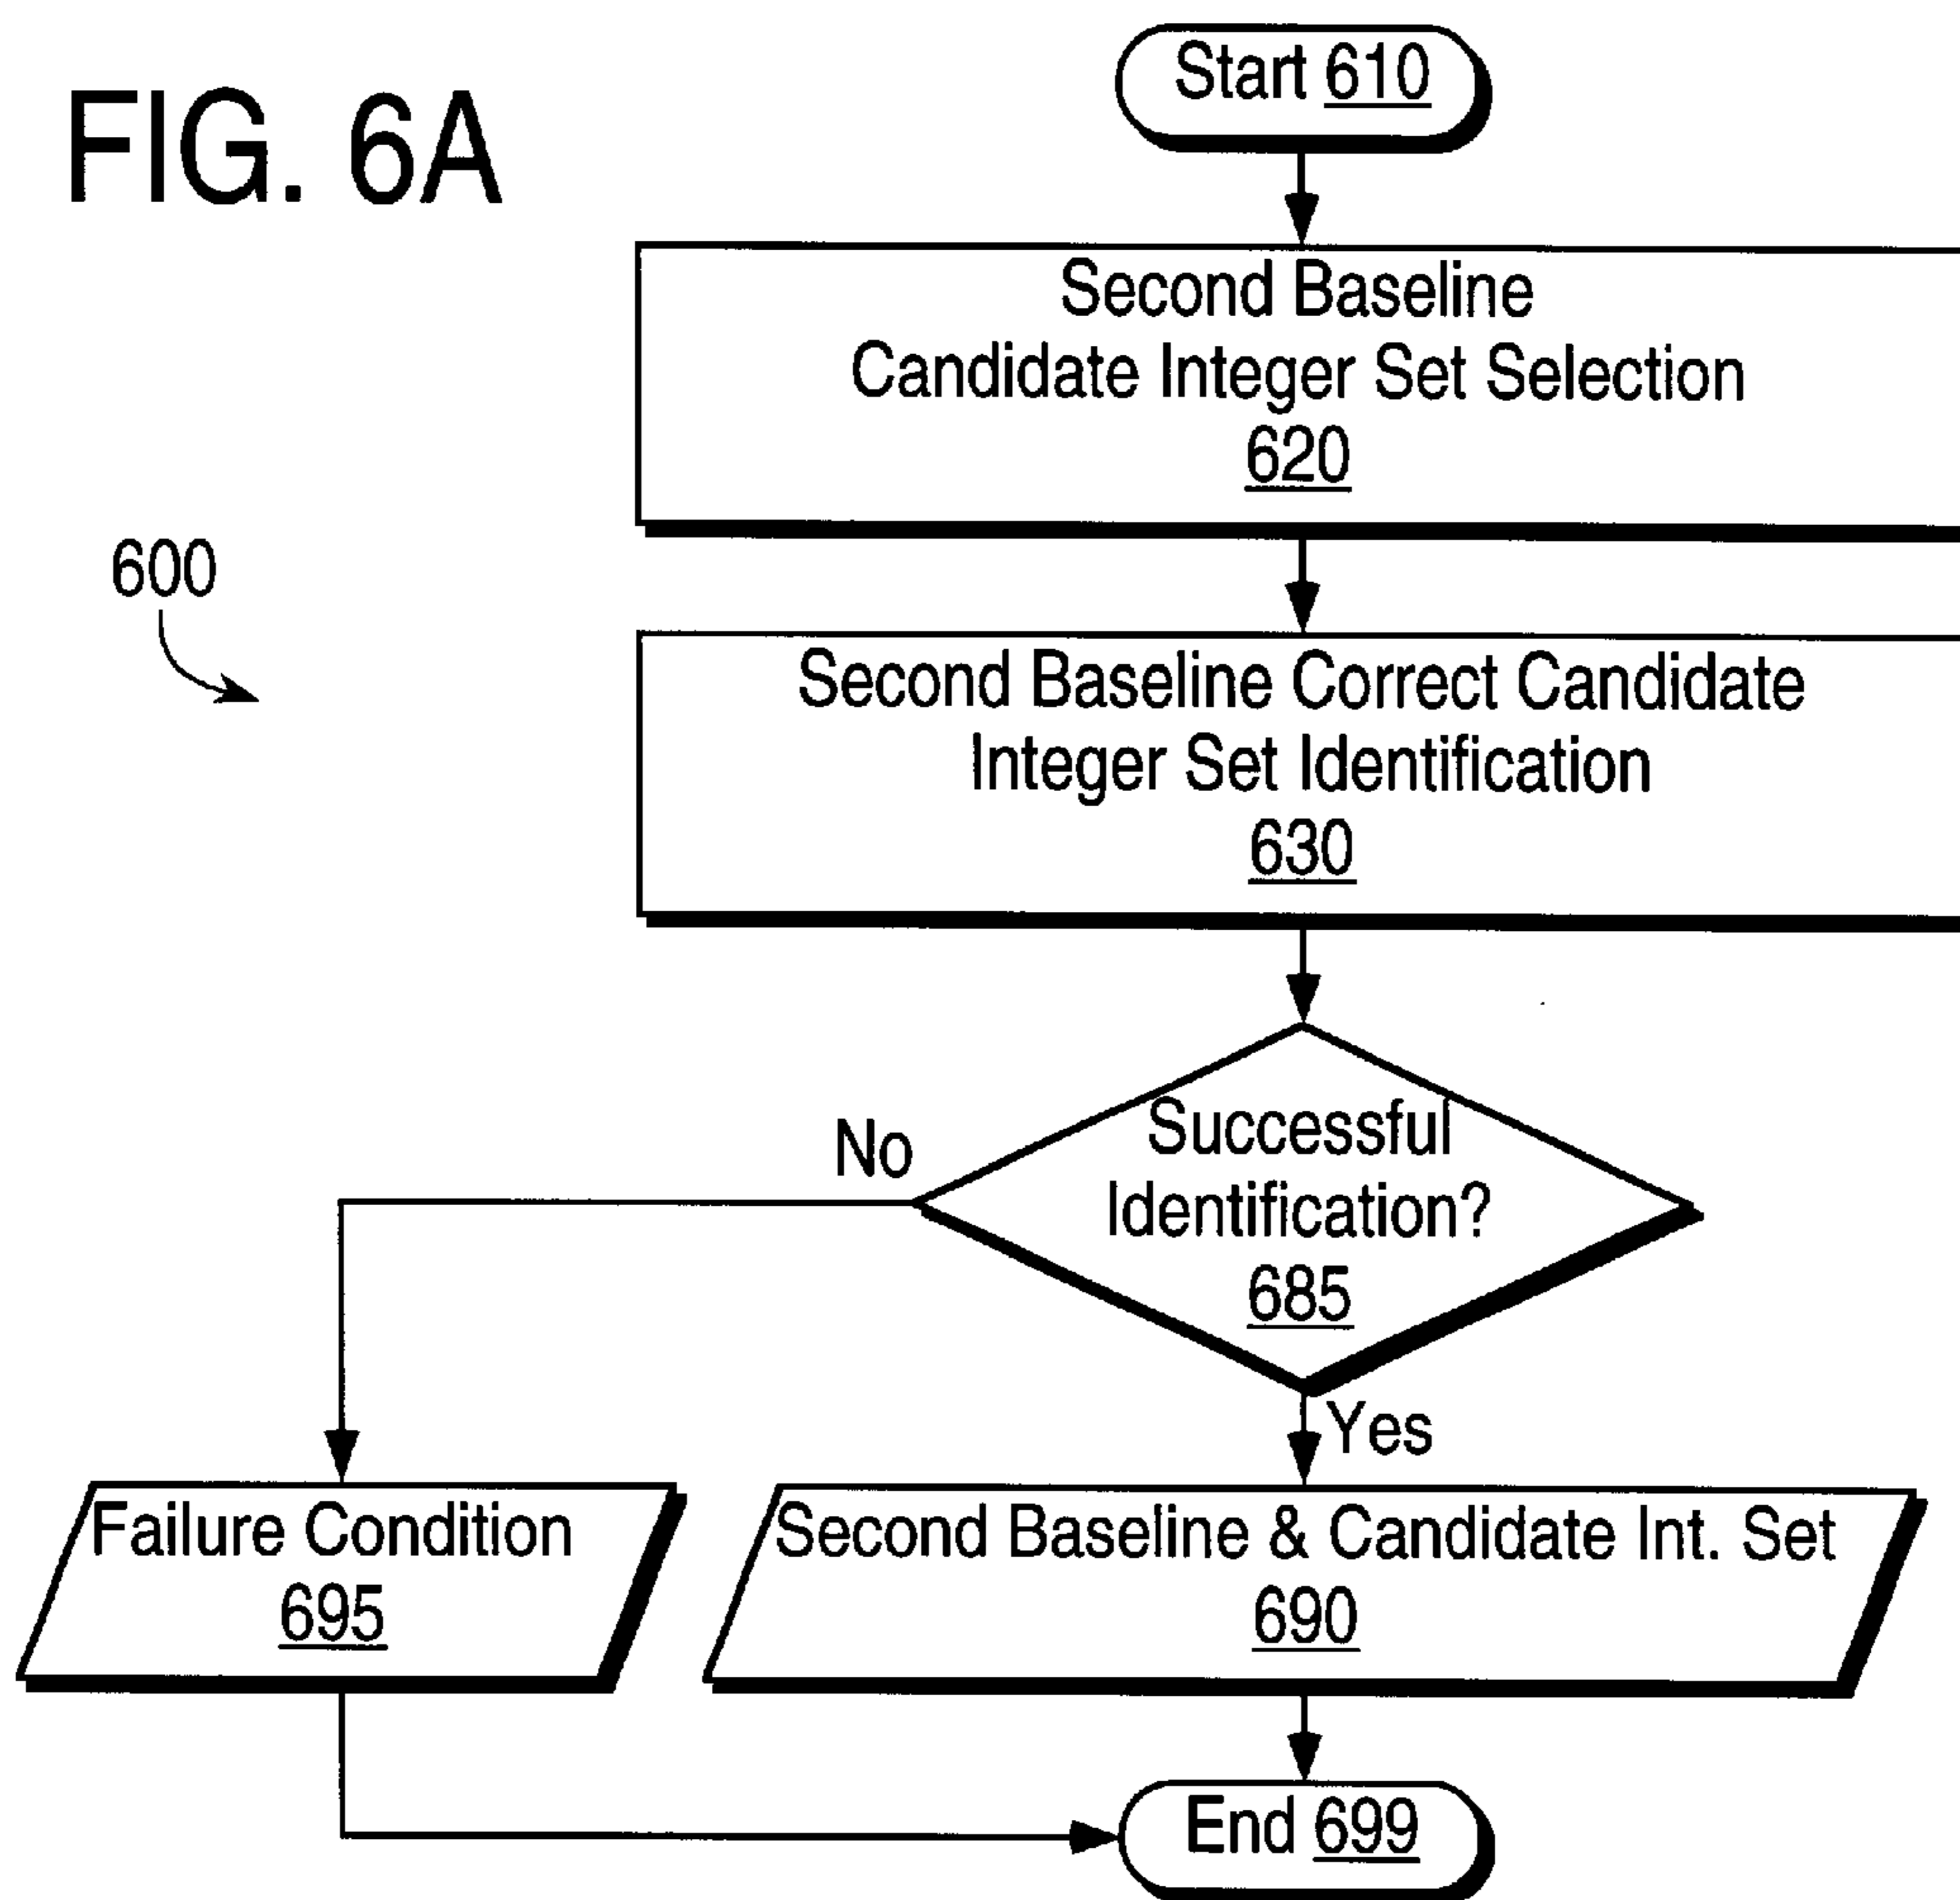 FIG. 6A
Start 610
Second Baseline
Candidate Integer Set Selection
620
600
Second Baseline Correct Candidate
Integer Set Identification
630
Successful
Identification?
685
No
Yes
Failure Condition
695
Second Baseline & Candidate Int. Set
690
End 699